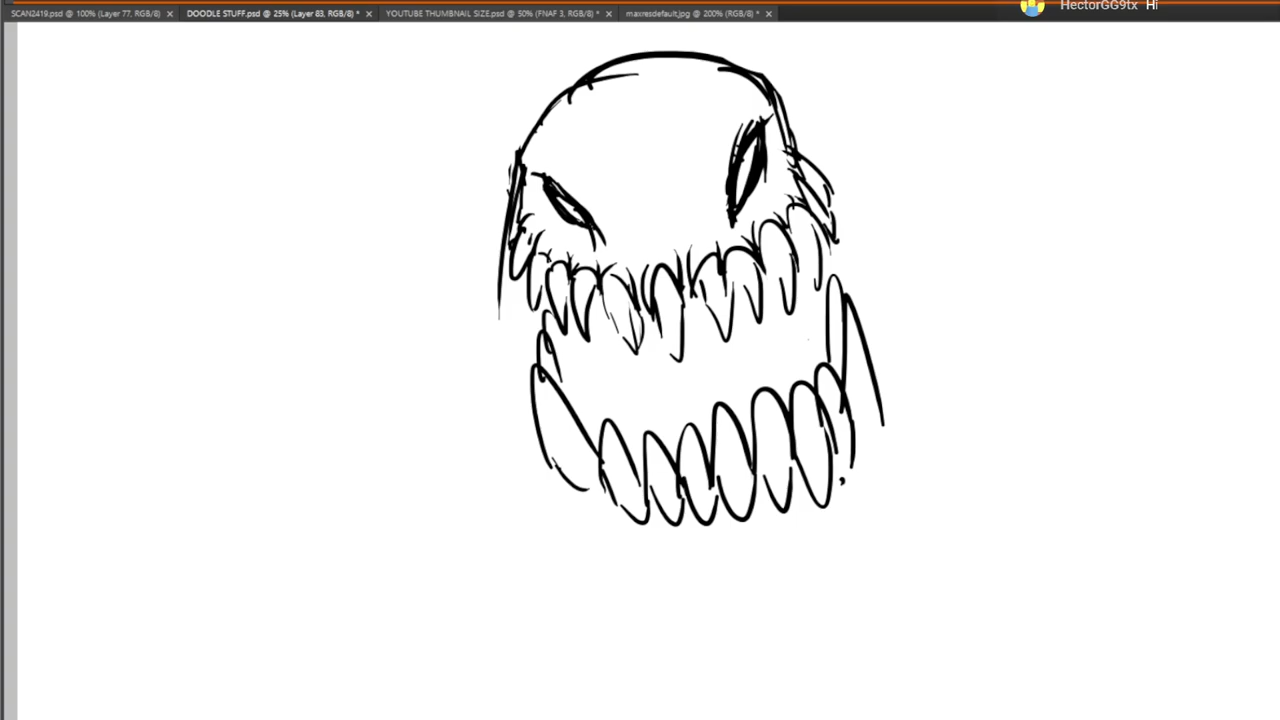 HectorGG9tx Hi
SCAN2419.psd @ 100% (Layer 77, RGB/8) × DOODLE STUFF.psd @ 25% (Layer 83, RGB/8) * × YOUTUBE THUMBNAIL SIZE.psd @ 50% (FNAF 3, RGB/8) * × maxresdefault.jpg @ 200% (RGB/8) * ×